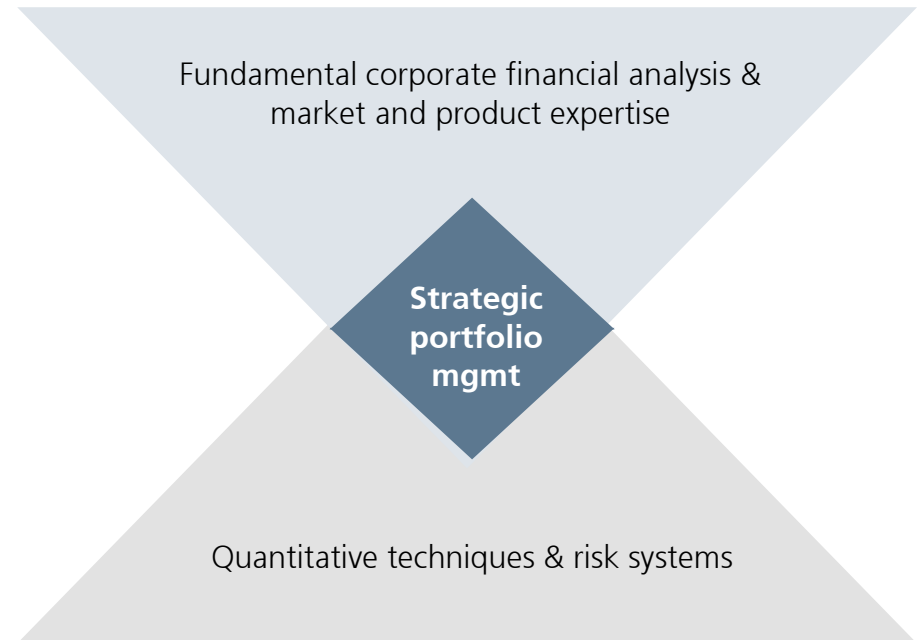 Fundamental corporate financial analysis &
market and product expertise
Strategic
portfolio
mgmt
Quantitative techniques & risk systems